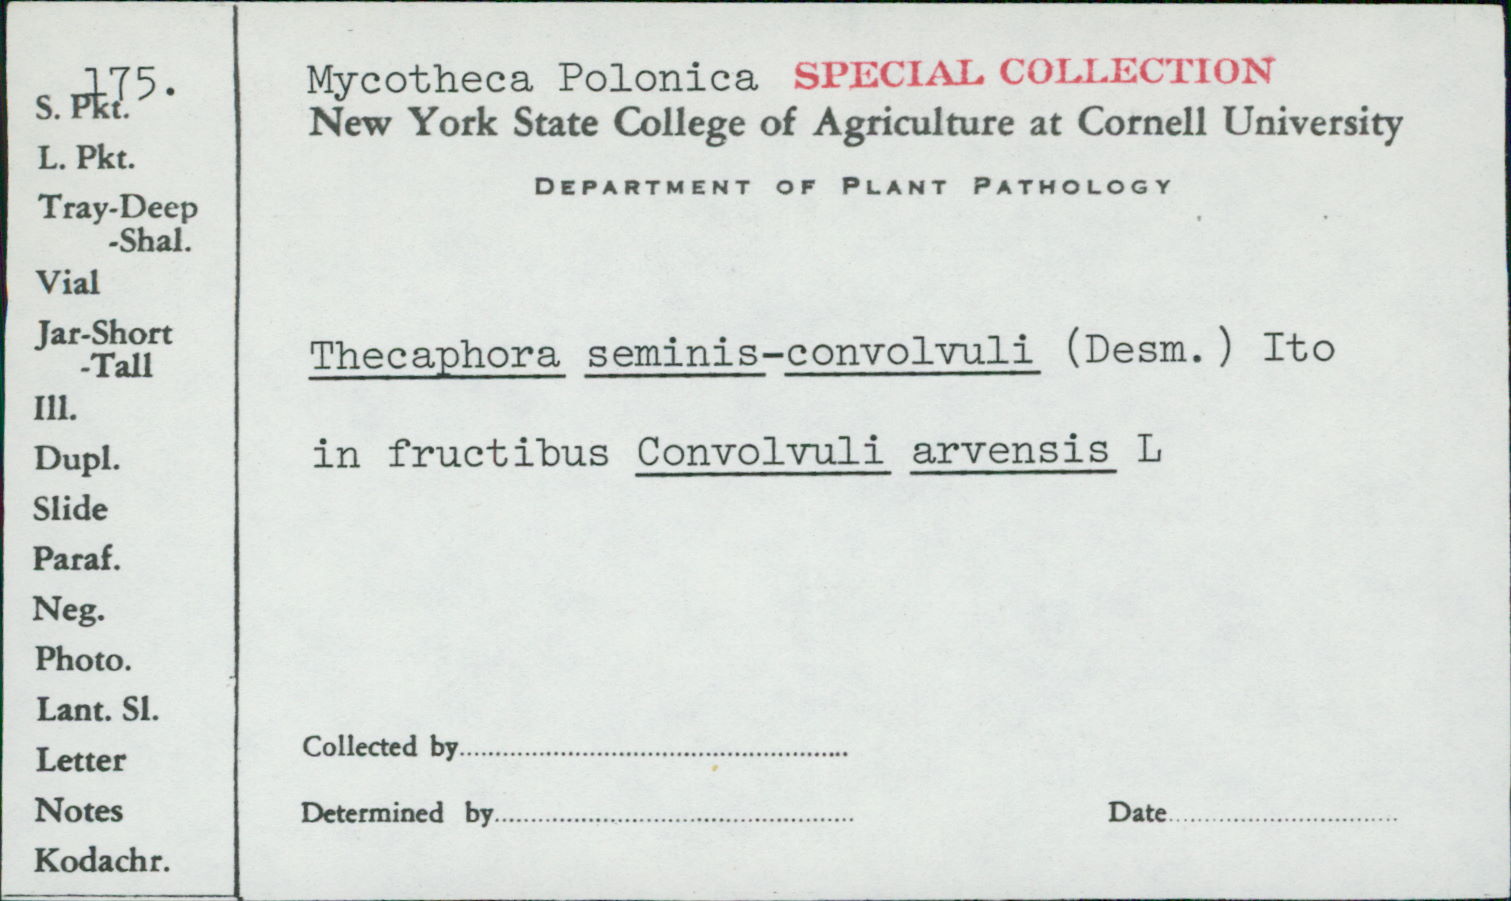 175.
S. Pkt.
L. Pkt.
Tray-Deep
-Shal.
Vial
Jar-Short
-Tall
Ill.
Dupl.
Slide
Paraf.
Neg.
Photo.
Lant. Sl.
Letter
Notes
Kodachr.
Mycotheca Polonica SPECIAL COLLECTION
New York State College of Agriculture at Cornell University
DEPARTMENT OF PLANT PATHOLOGY
Thecaphora seminis-convolvuli (Desm.) Ito
in fructibus Convolvuli arvensis L
Collected by
Determined by
Date